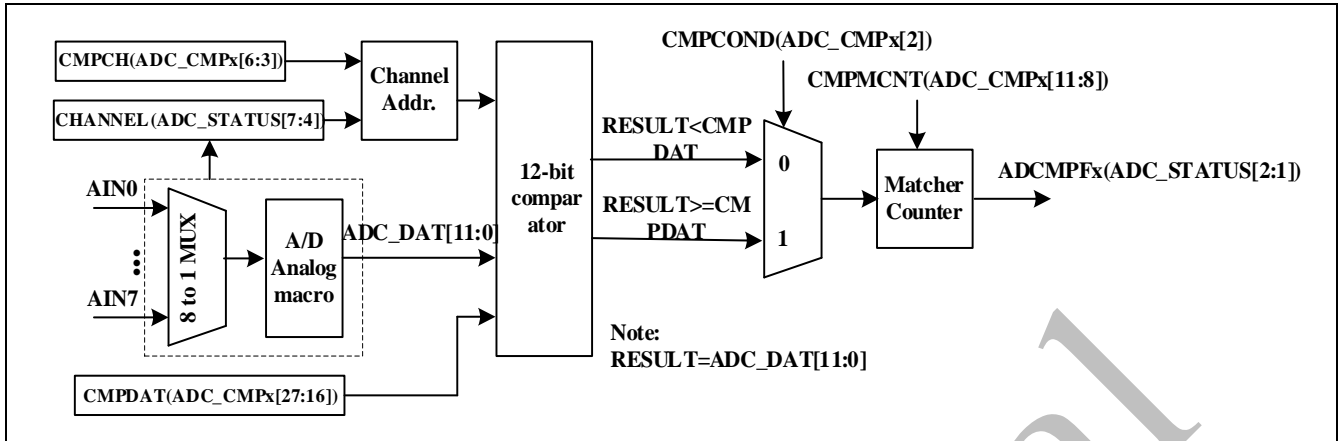 CMPCOND(ADC_CMPx[2])
CMPCH(ADC_CMPx[6:3])
Channel
Addr.
CMPMCNT(ADC_CMPx[11:8])
CHANNEL(ADC_STATUS[7:4])
RESULT<CMP
DAT
0
12-bit
compar
ator
Matcher
Counter
ADCMPFx(ADC_STATUS[2:1])
AIN0
8 to 1 MUX
A/D
Analog
macro
ADC_DAT[11:0]
RESULT>=CM
PDAT
1
...
AIN7
Note:
RESULT=ADC_DAT[11:0]
CMPDAT(ADC_CMPx[27:16])